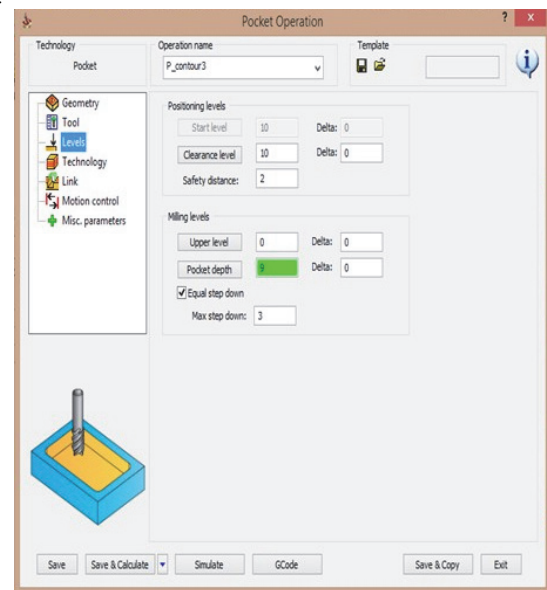 Pocket Operation ? X
Technology
Pocket
Operation name
P_contour3
Template
Geometry
Tool
Levels
Technology
Link
Motion control
Misc. parameters
Positioning levels
Start level 10 Delta: 0
Clearance level 10 Delta: 0
Safety distance: 2
Milling levels
Upper level 0 Delta: 0
Pocket depth 9 Delta: 0
Equal step down
Max step down: 3
Save Save & Calculate Simulate GCode Save & Copy Exit